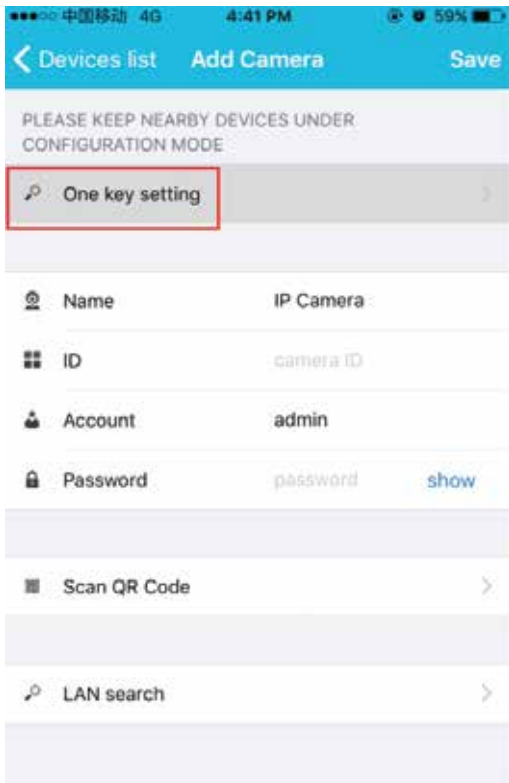 中国移动 4G 4:41 PM 59%
Devices list Add Camera Save
PLEASE KEEP NEARBY DEVICES UNDER
CONFIGURATION MODE
One key setting
Name IP Camera
ID camera ID
Account admin
Password password show
Scan QR Code
LAN search